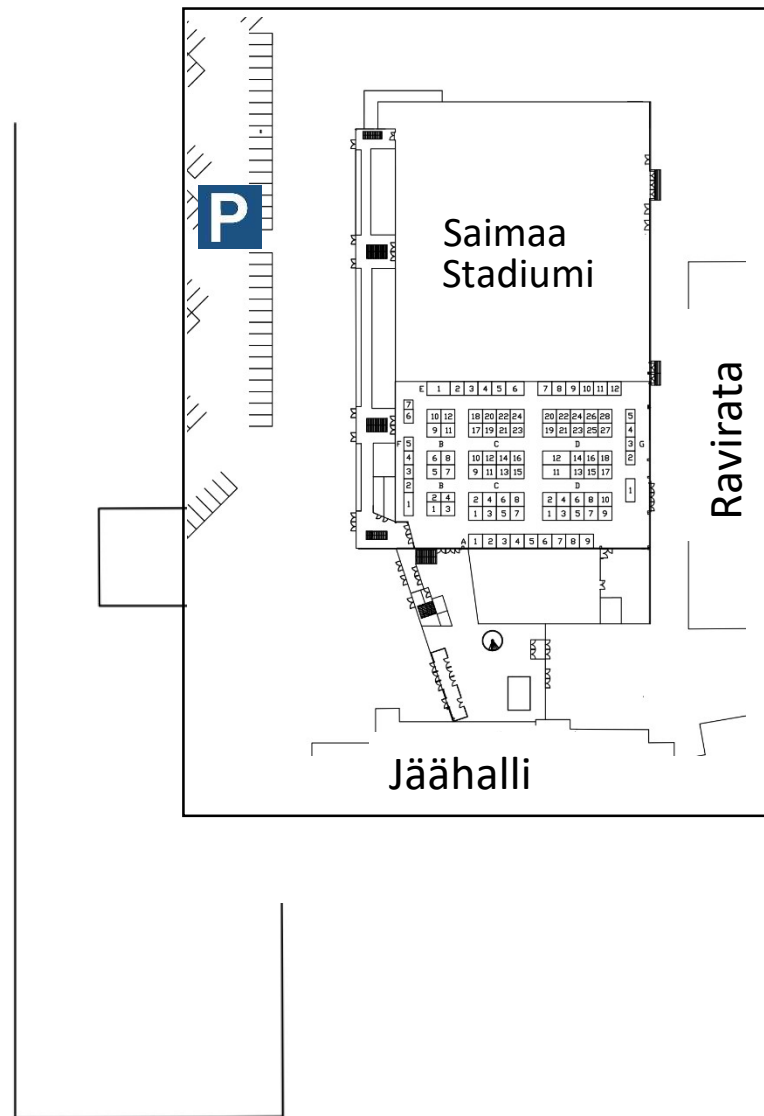 P
Saimaa
Stadiumi
Ravirata
E 1 2 3 4 5 6 7 8 9 10 11 12
7
6
10 12 18 20 22 24 20 22 24 26 28 5
9 11 17 19 21 23 19 21 23 25 27 4
F 5 B C D 3 G
4 6 8 10 12 14 16 12 14 16 18 2
3 5 7 9 11 13 15 11 13 15 17
2 B C D 1
1 2 4 2 4 6 8 2 4 6 8 10
1 3 1 3 5 7 1 3 5 7 9
A 1 2 3 4 5 6 7 8 9
Jäähalli